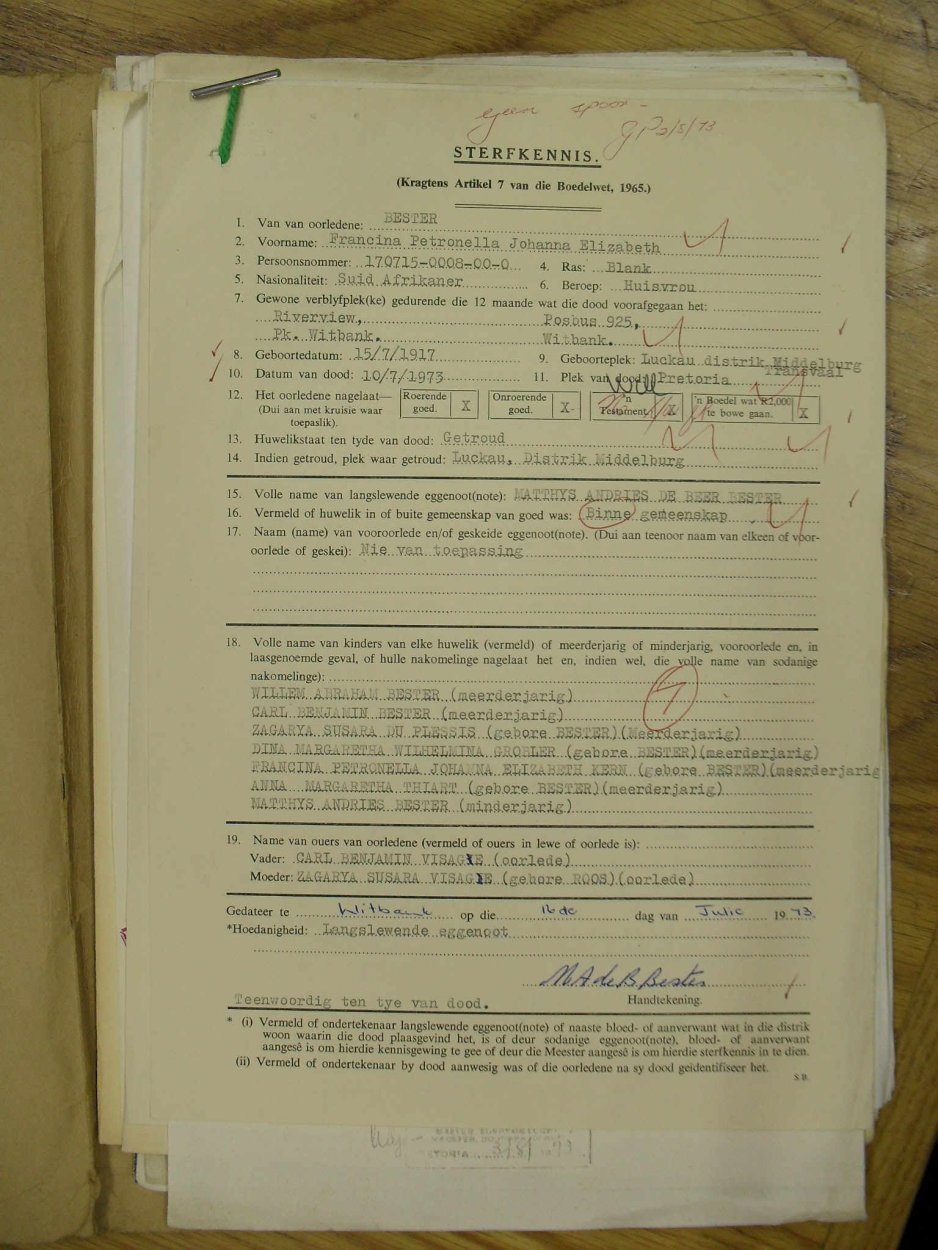 geen spoor -
2/8/73
STERFKENNIS.
(Kragtens Artikel 7 van die Boedelwet, 1965.)
1. Van van oorledene: BESTER
2. Voorname: Francina Petronella Johanna Elizabeth
3. Persoonsnommer: 170715-0008-00-0 4. Ras: Blank
5. Nasionaliteit: Suid Afrikaner 6. Beroep: Huisvrou
7. Gewone verblyfplek(ke) gedurende die 12 maande wat die dood voorafgegaan het:
Riverview, Posbus 925,
Pk. Witbank. Witbank.
8. Geboortedatum: 15/7/1917 9. Geboorteplek: Luckau distrik Middelburg
Transvaal
10. Datum van dood: 10/7/1973 11. Plek van dood: Pretoria
Will
12. Het oorledene nagelaat— Roerende goed. X Onroerende goed. X 'n Testament. X 'n Boedel wat R2,000 te bowe gaan. X
(Dui aan met kruisie waar
toepaslik).
13. Huwelikstaat ten tyde van dood: Getroud
14. Indien getroud, plek waar getroud: Luckau, Distrik Middelburg
15. Volle name van langslewende eggenoot(note): MATTHYS ANDRIES DE BEER BESTER
16. Vermeld of huwelik in of buite gemeenskap van goed was: Binne gemeenskap
17. Naam (name) van vooroorlede en/of geskeide eggenoot(note). (Dui aan teenoor naam van elkeen of voor-
oorlede of geskei): Nie van toepassing
18. Volle name van kinders van elke huwelik (vermeld) of meerderjarig of minderjarig, vooroorlede en, in
laasgenoemde geval, of hulle nakomelinge nagelaat het en, indien wel, die volle name van sodanige
nakomelinge):
7
WILLEM ABRAHAM BESTER (meerderjarig)
CARL BENJAMIN BESTER (meerderjarig)
ZAGARYA SUSARA DU PLESSIS (gebore BESTER)(Meerderjarig)
DINA MARGARETHA WILHELMINA GROBLER (gebore BESTER)(meerderjarig)
FRANCINA PETRONELLA JOHANNA ELIZABETH KERN (gebore BESTER)(meerderjarig
ANNA MARGARETHA THIART (gebore BESTER)(meerderjarig)
MATTHYS ANDRIES BESTER (minderjarig)
19. Name van ouers van oorledene (vermeld of ouers in lewe of oorlede is):
Vader: CARL BENJAMIN VISAGIE (oorlede)
Moeder: ZAGARYA SUSARA VISAGIE (gebore ROOS)(oorlede)
Gedateer te Witbank op die 16de dag van Julie 1973.
*Hoedanigheid: Langslewende eggenoot
M A de B Bester
Teenwoordig ten tye van dood. Handtekening.
* (i) Vermeld of ondertekenaar langslewende eggenoot(note) of naaste bloed- of aanverwant wat in die distrik
woon waarin die dood plaasgevind het, is of deur sodanige eggenoot(note), bloed- of aanverwant
aangesê is om hierdie kennisgewing te gee of deur die Meester aangesê is om hierdie sterfkennis in te dien.
(ii) Vermeld of ondertekenaar by dood aanwesig was of die oorledene na sy dood geïdentifiseer het.
S B
3/8/ 73